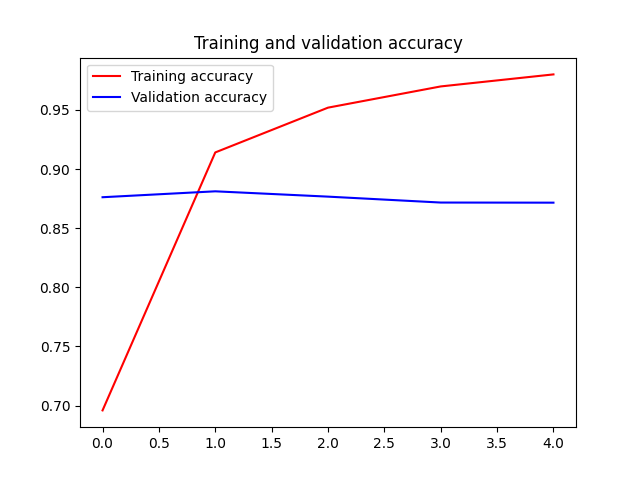 Training and validation accuracy
Training accuracy
Validation accuracy
0.95
0.90
0.85
0.80
0.75
0.70
0.0 0.5 1.0 1.5 2.0 2.5 3.0 3.5 4.0